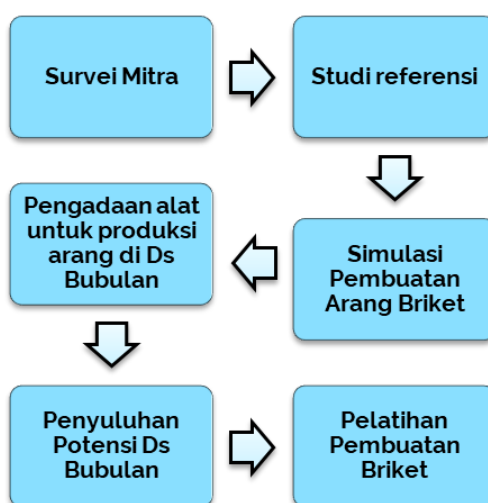 Survei Mitra
Studi referensi
Simulasi
Pembuatan
Arang Briket
Pengadaan alat
untuk produksi
arang di Ds
Bubulan
Penyuluhan
Potensi Ds
Bubulan
Pelatihan
Pembuatan
Briket